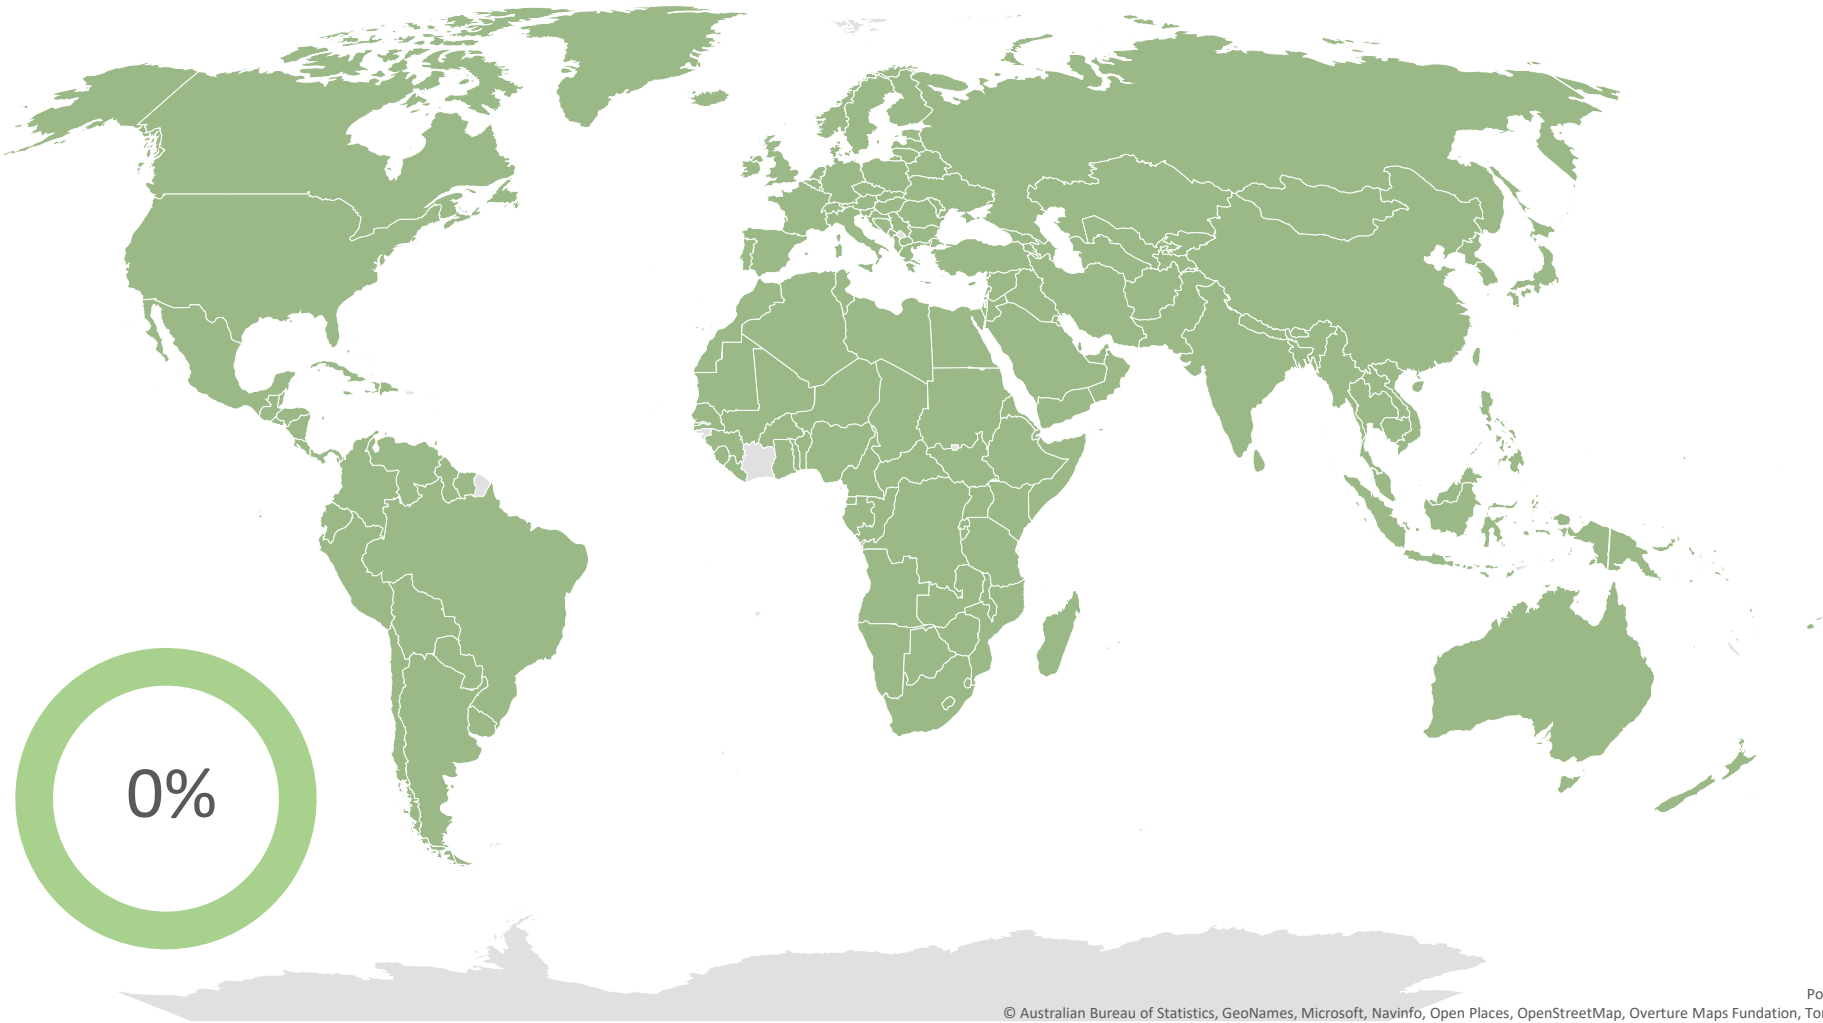 0%
Po
© Australian Bureau of Statistics, GeoNames, Microsoft, Navinfo, Open Places, OpenStreetMap, Overture Maps Fundation, To